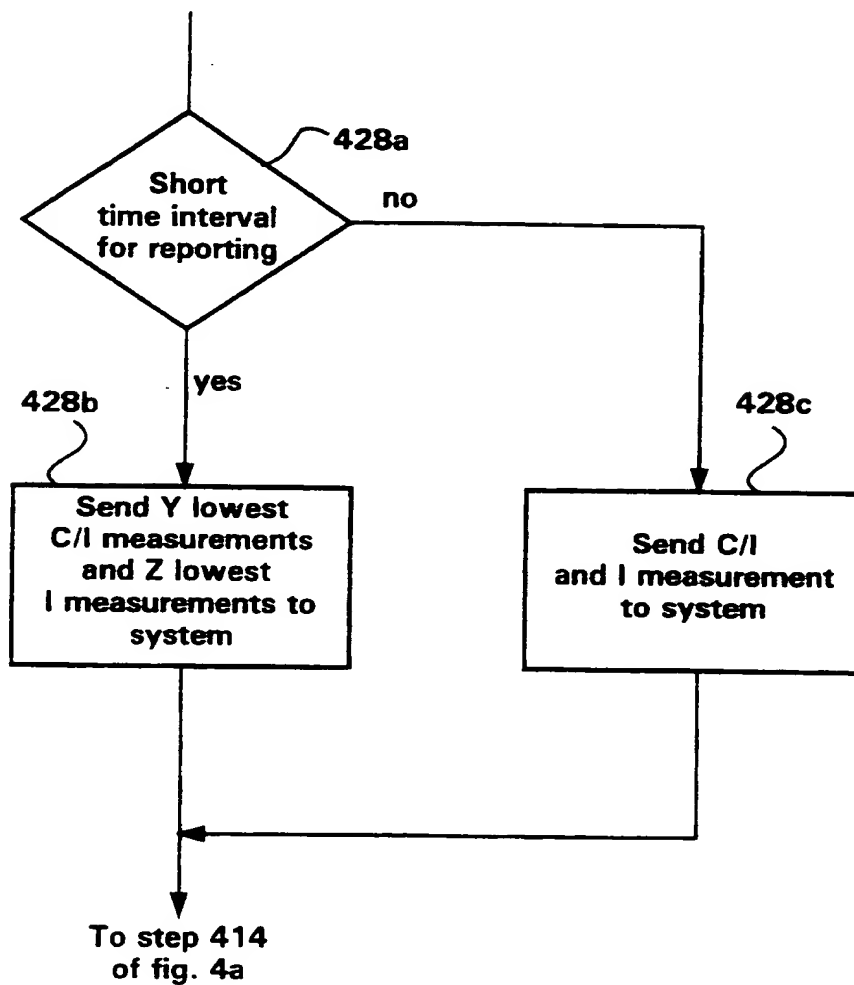 428a
Short
time interval
for reporting
no
yes
428b
428c
Send Y lowest
C/I measurements
and Z lowest
I measurements to
system
Send C/I
and I measurement
to system
To step 414
of fig. 4a